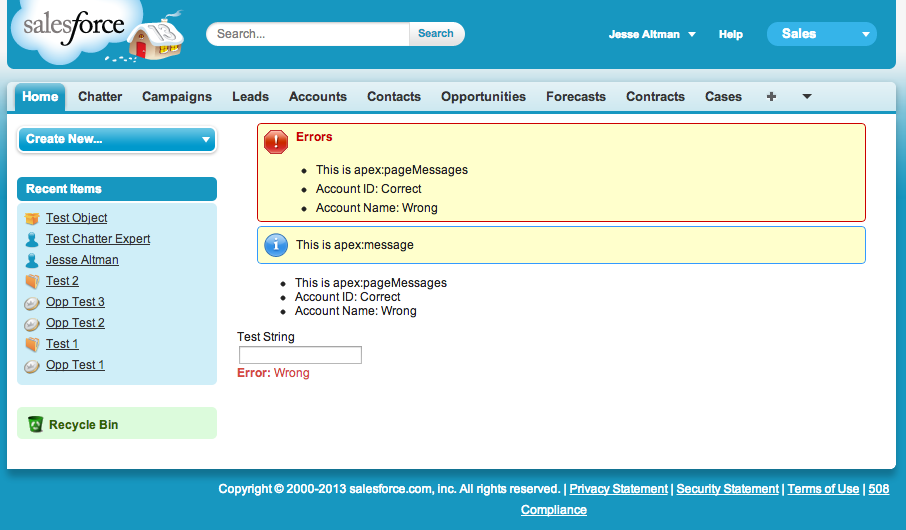 salesforce
13
Search... Search
Jesse Altman Help Sales
Home Chatter Campaigns Leads Accounts Contacts Opportunities Forecasts Contracts Cases +
Create New...
Recent Items
Test Object
Test Chatter Expert
Jesse Altman
Test 2
Opp Test 3
Opp Test 2
Test 1
Opp Test 1
Recycle Bin
Errors
This is apex:pageMessages
Account ID: Correct
Account Name: Wrong
This is apex:message
This is apex:pageMessages
Account ID: Correct
Account Name: Wrong
Test String
Error: Wrong
Copyright © 2000-2013 salesforce.com, inc. All rights reserved. | Privacy Statement | Security Statement | Terms of Use | 508
Compliance